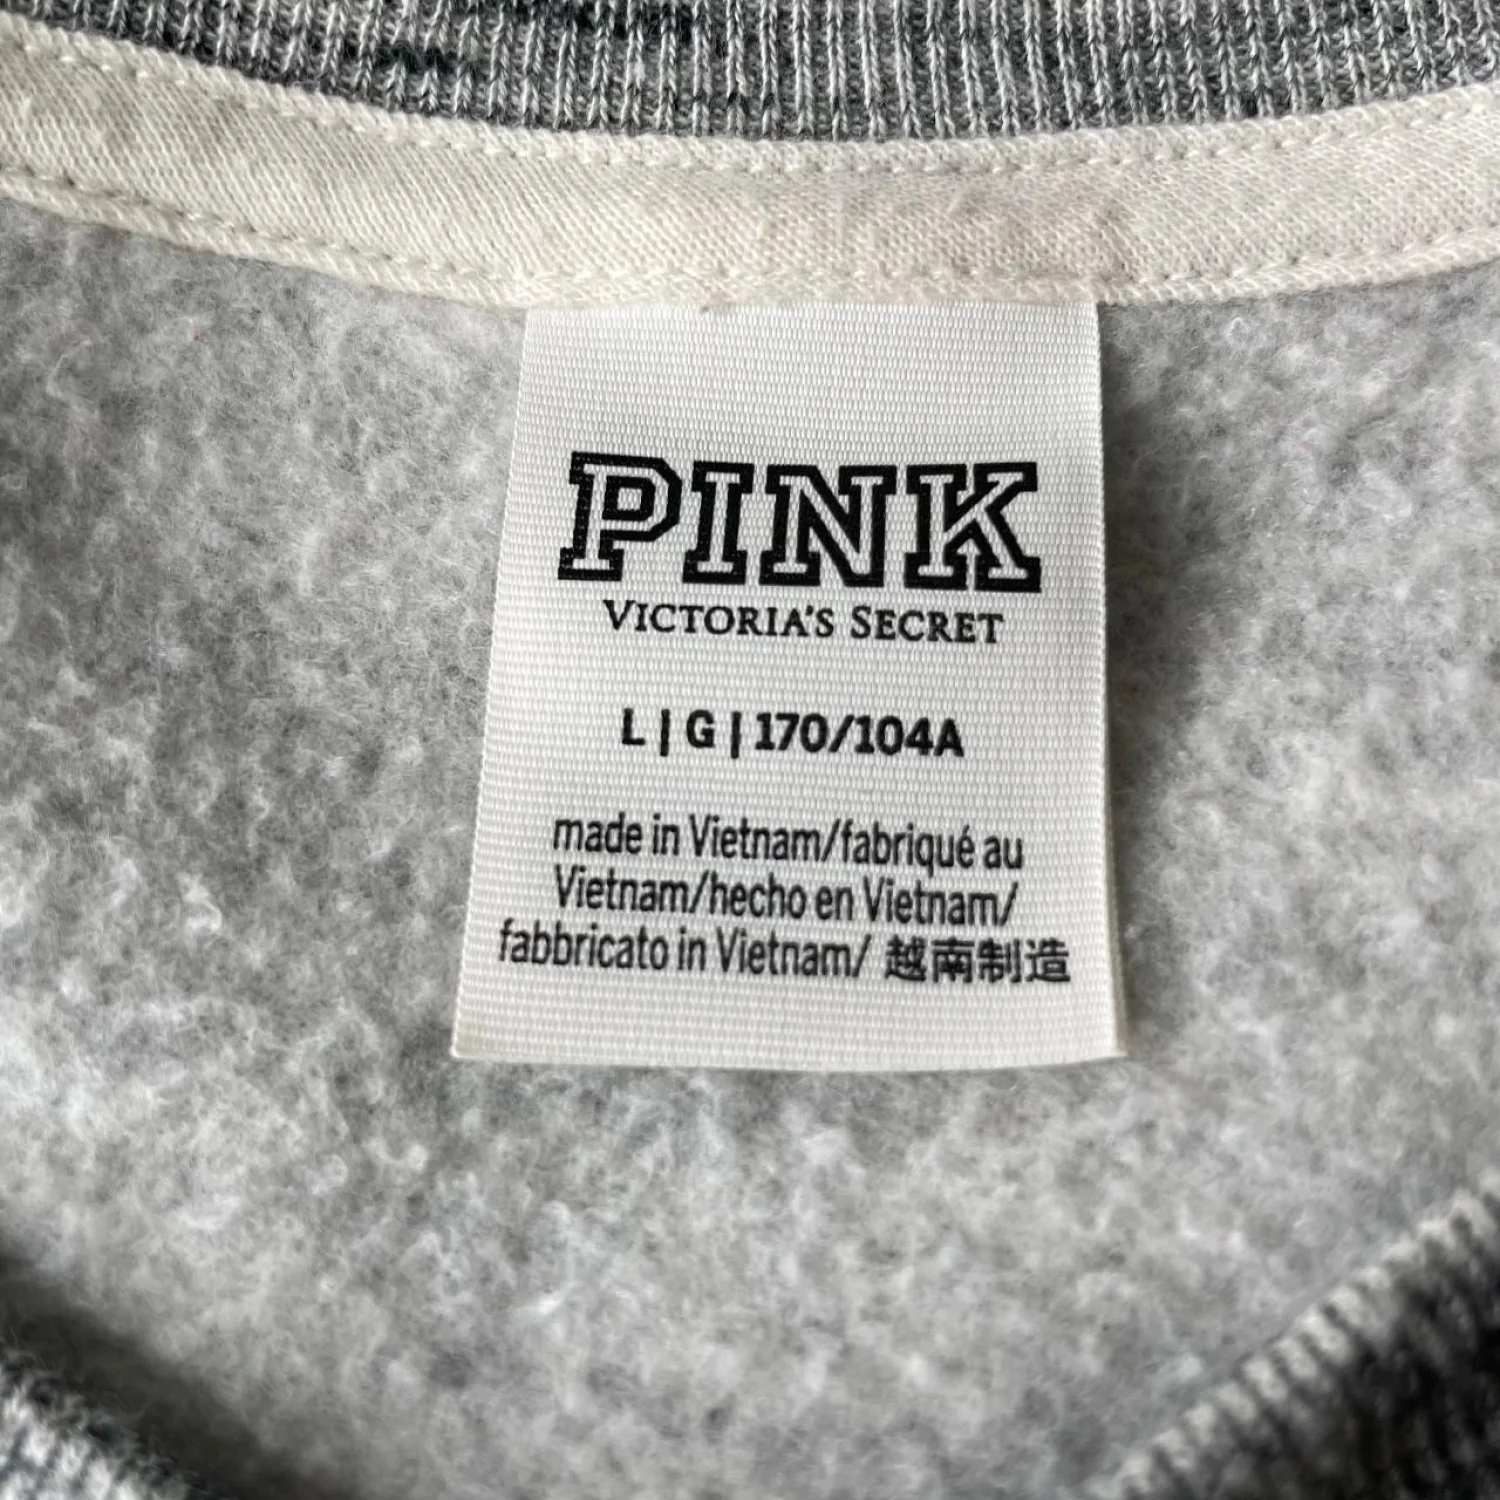 PINK
VICTORIA'S SECRET
L | G | 170/104A
made in Vietnam/fabriqué au
Vietnam/hecho en Vietnam/
fabbricato in Vietnam/ 越南制造